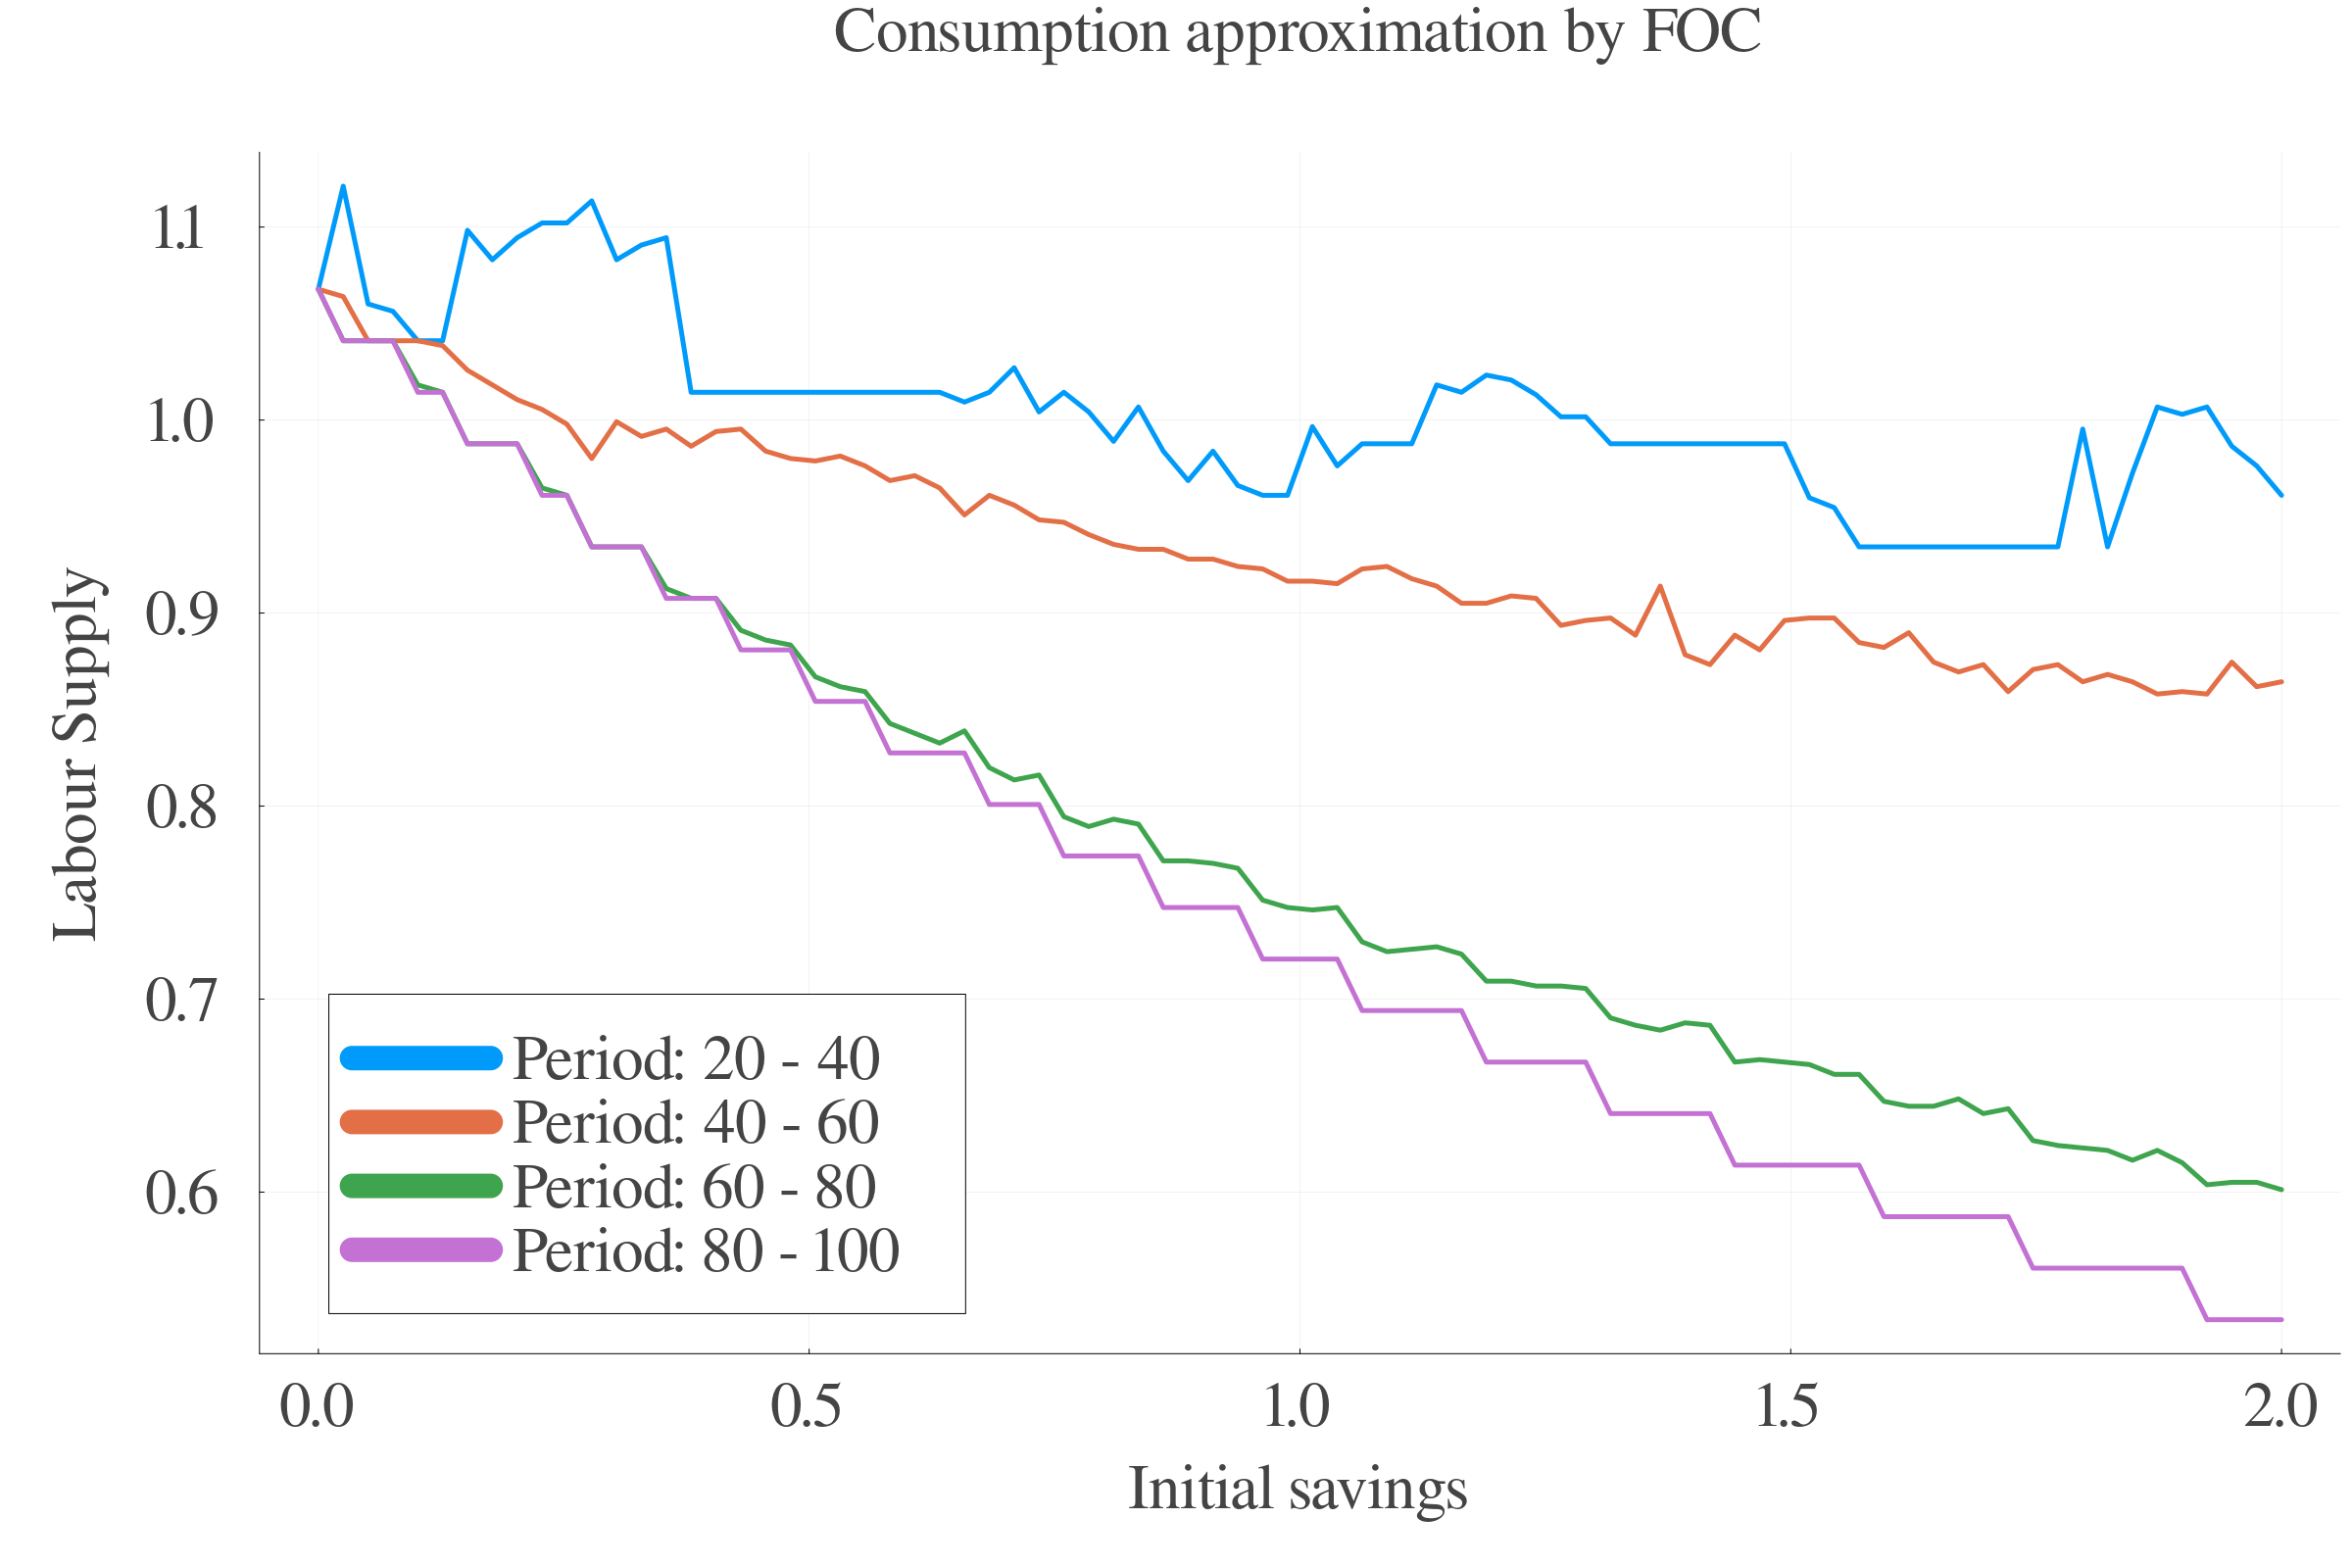 Consumption approximation by FOC
1.1
1.0
0.9
0.8
0.7
0.6
Labour Supply
Period: 20 - 40
Period: 40 - 60
Period: 60 - 80
Period: 80 - 100
0.0 0.5 1.0 1.5 2.0
Initial savings